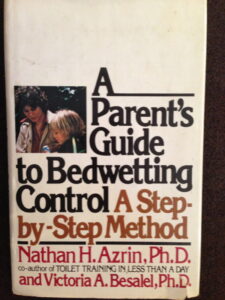 A
Parent's
Guide
to Bedwetting
Control A Step-
by-Step Method
Nathan H. Azrin, Ph.D.
co-author of TOILET TRAINING IN LESS THAN A DAY
and Victoria A. Besalel, Ph.D.